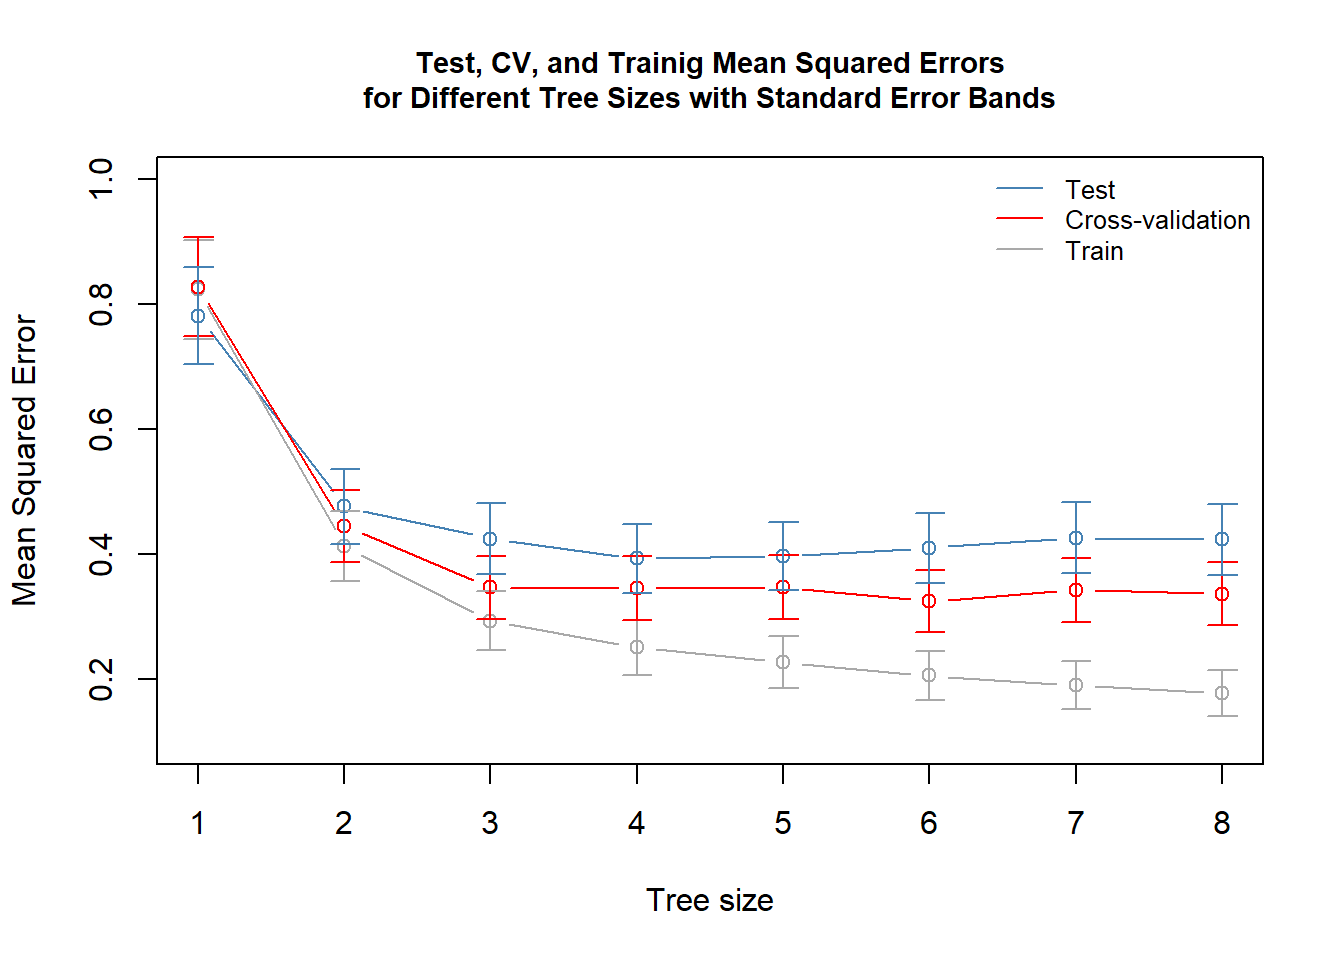 Test, CV, and Trainig Mean Squared Errors
for Different Tree Sizes with Standard Error Bands
Test
Cross-validation
Train
Mean Squared Error
1.0
0.8
0.6
0.4
0.2
1 2 3 4 5 6 7 8
Tree size